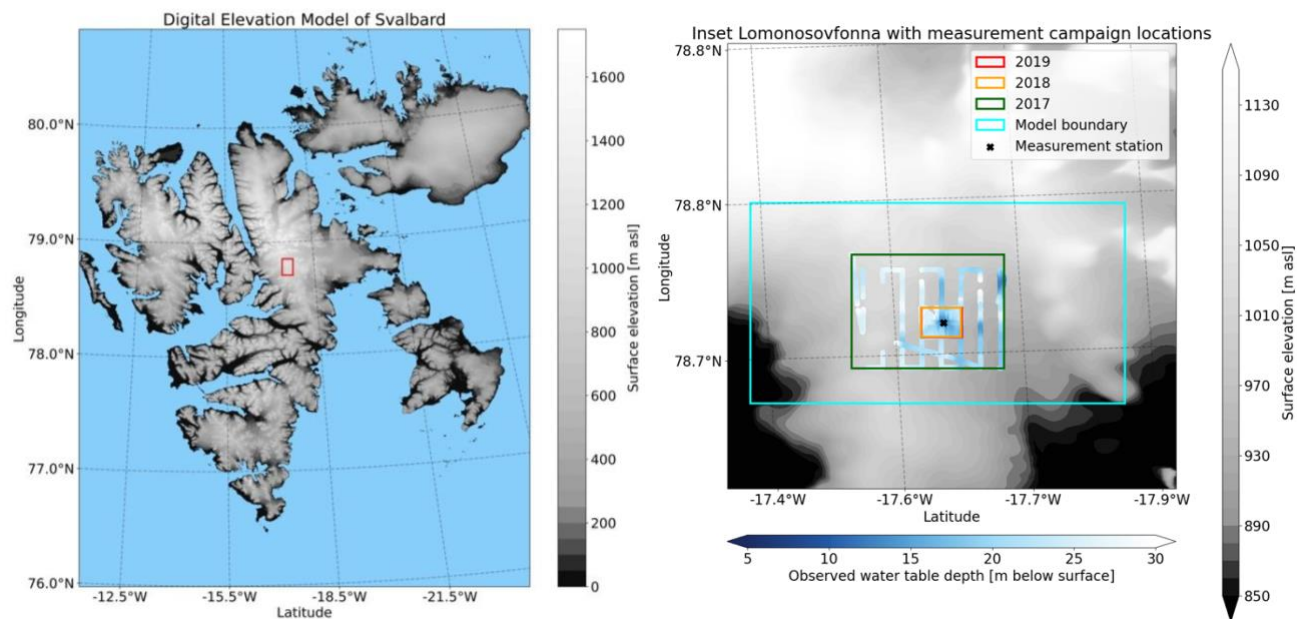 Digital Elevation Model of Svalbard
80.0°N
79.0°N
78.0°N
77.0°N
76.0°N
Longitude
-12.5°W
-15.5°W
-18.5°W
-21.5°W
Latitude
1600
1400
1200
1000
800
600
400
200
0
Surface elevation [m asl]
Inset Lomonosovfonna with measurement campaign locations
78.8°N
78.8°N
78.7°N
Longitude
2019
2018
2017
Model boundary
Measurement station
-17.4°W
-17.6°W
-17.7°W
-17.9°W
Latitude
5
10
15
20
25
30
Observed water table depth [m below surface]
1130
1090
1050
1010
970
930
890
850
Surface elevation [m asl]